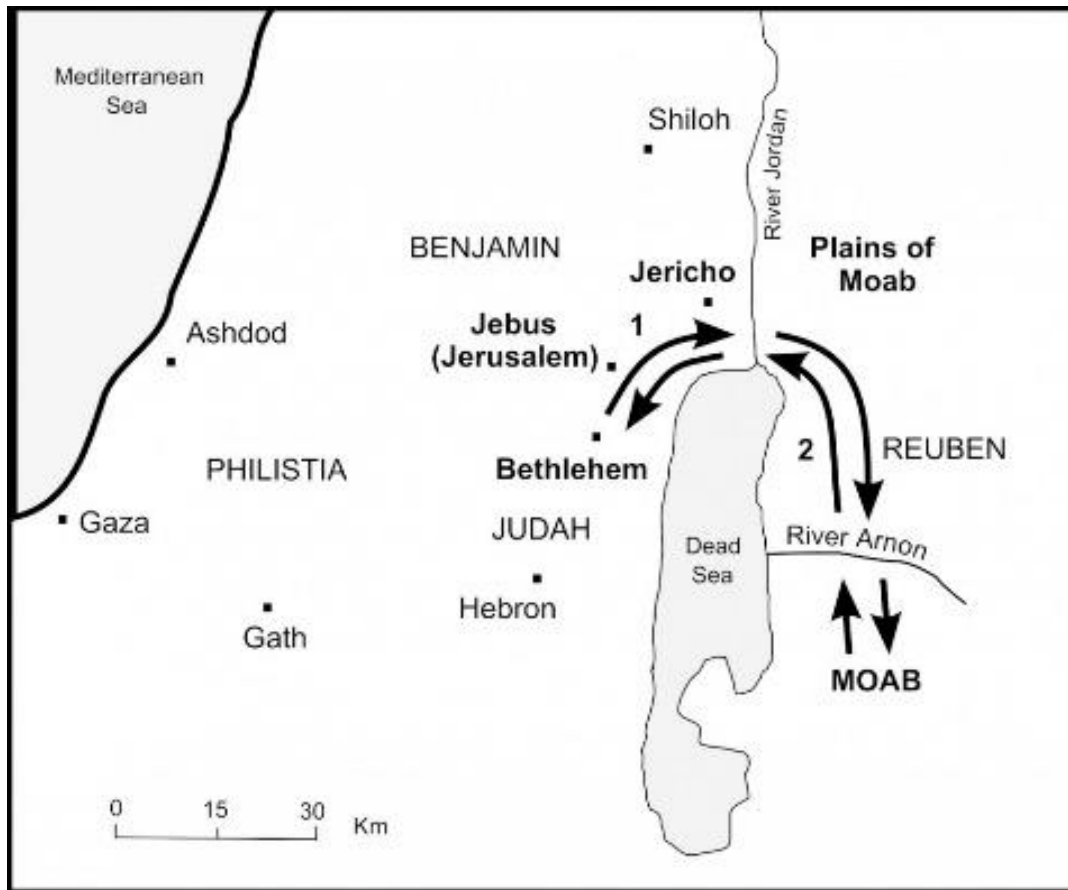 Mediterranean
Sea
Shiloh
River Jordan
BENJAMIN
Plains of
Moab
Jericho
1
Jebus
(Jerusalem)
Ashdod
2
REUBEN
Bethlehem
PHILISTIA
Gaza
JUDAH
River Arnon
Dead
Sea
Hebron
Gath
MOAB
0 15 30
Km